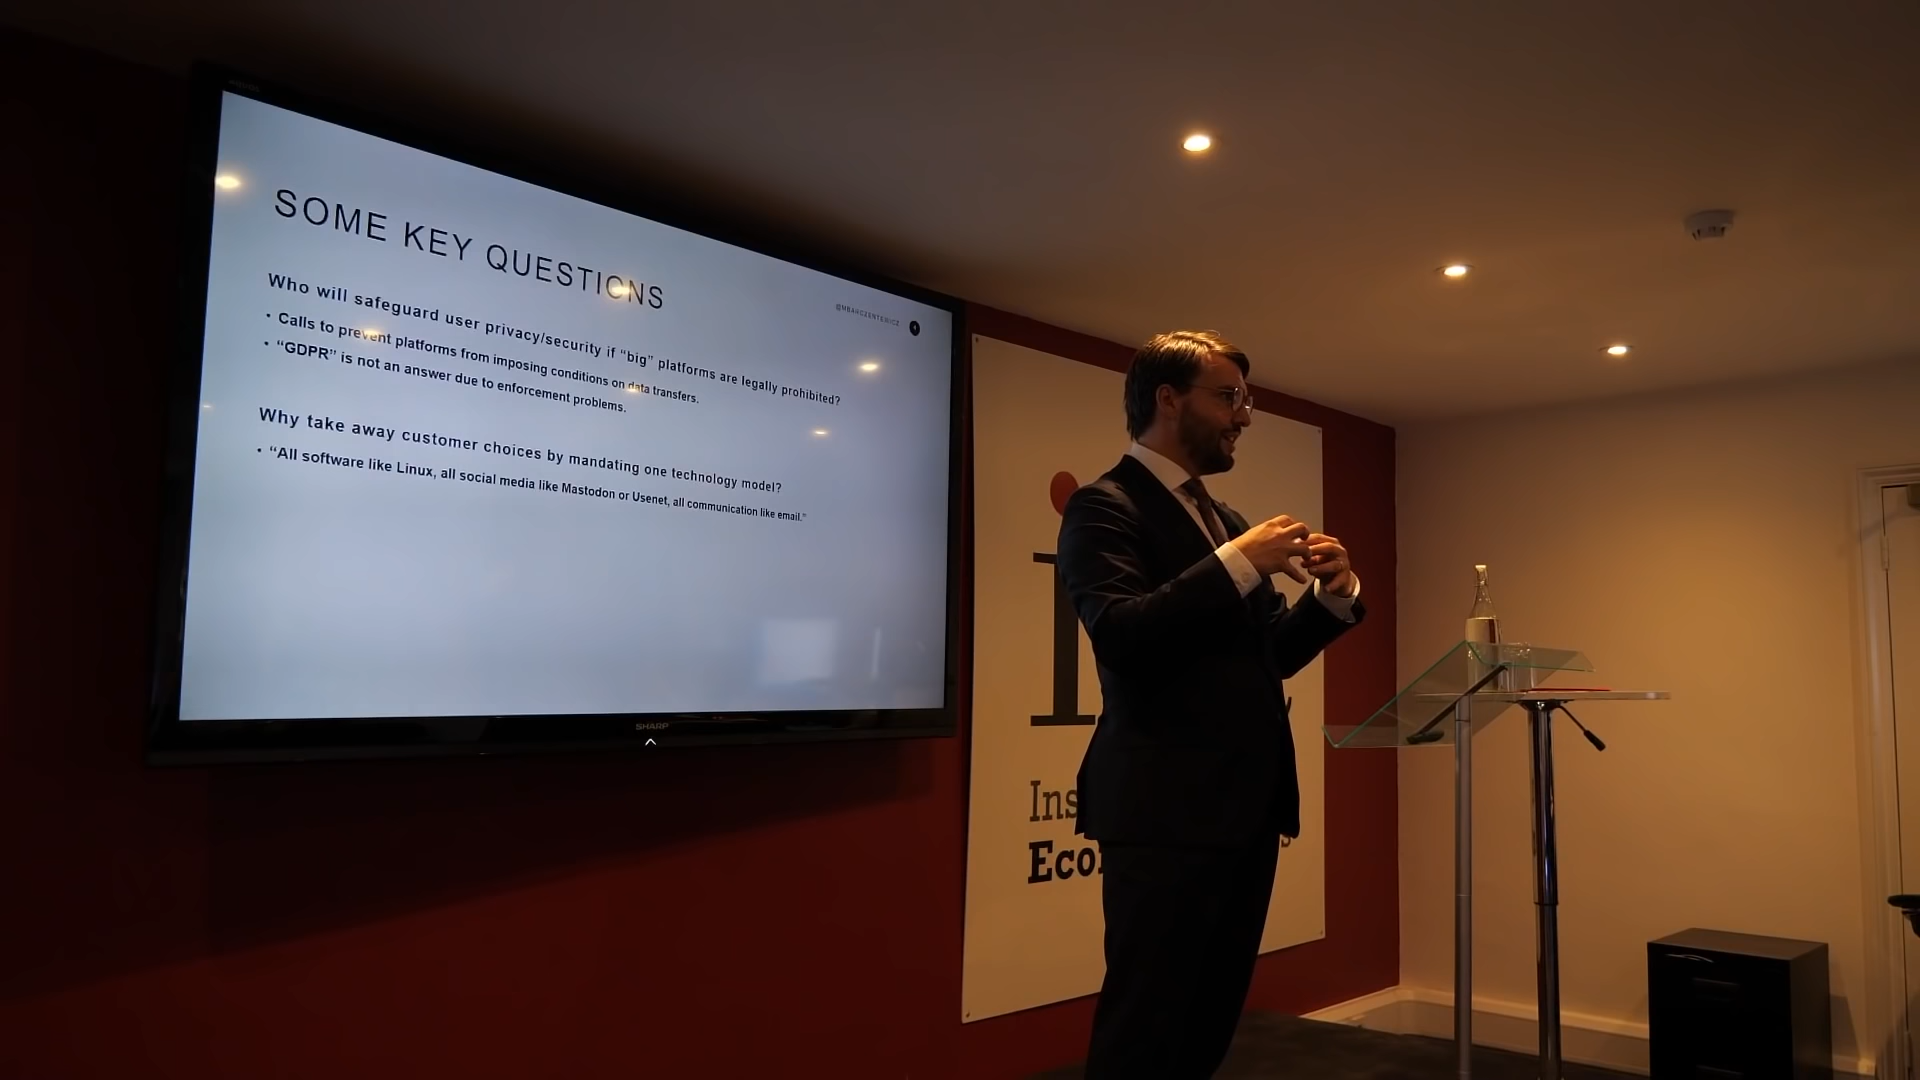 SOME KEY QUESTIONS
@MBARCZENTEWICZ
Who will safeguard user privacy/security if “big” platforms are legally prohibited?
• Calls to prevent platforms from imposing conditions on data transfers.
• “GDPR” is not an answer due to enforcement problems.
Why take away customer choices by mandating one technology model?
• “All software like Linux, all social media like Mastodon or Usenet, all communication like email.”
SHARP
i
Ins
Eco
s